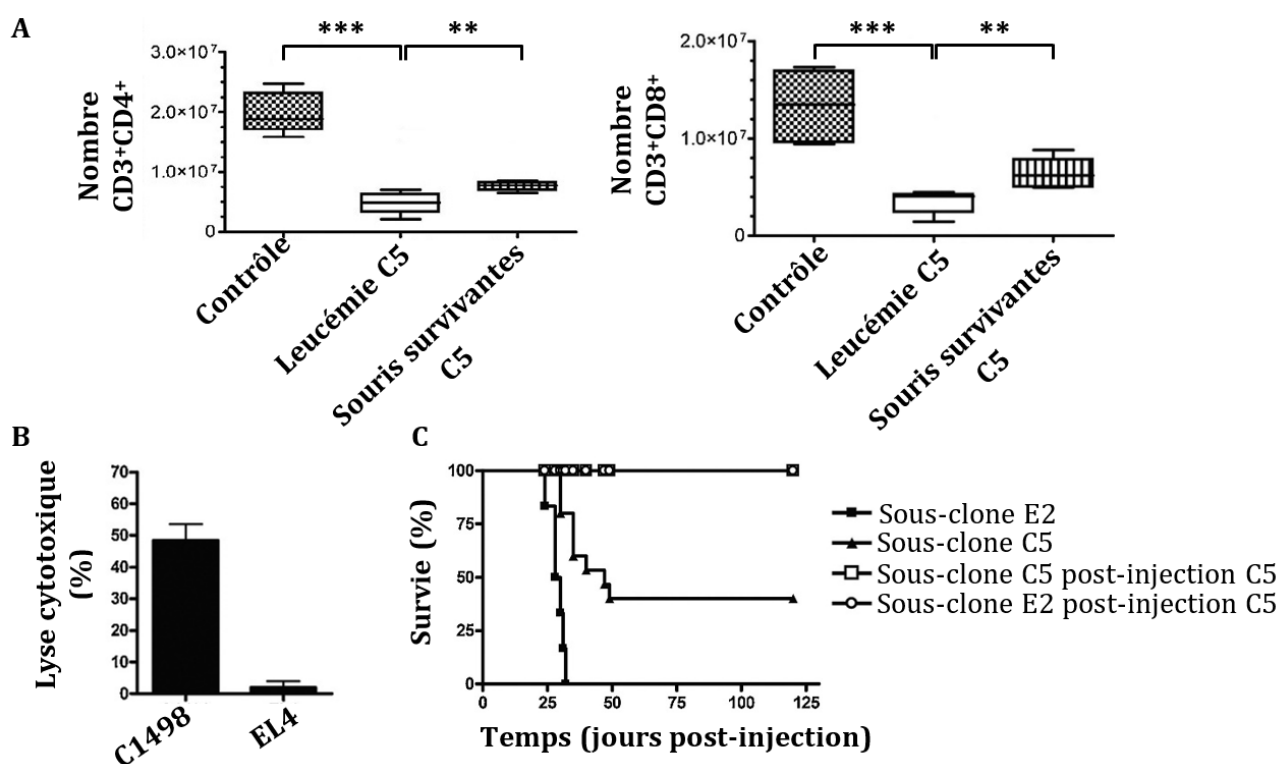 A
Nombre
CD3+CD4+
3.0×10⁷
2.0×10⁷
1.0×10⁷
0
***
**
Contrôle
Leucémie C5
Souris survivantes
C5
Nombre
CD3+CD8+
2.0×10⁷
1.0×10⁷
0
***
**
Contrôle
Leucémie C5
Souris survivantes
C5
B
Lyse cytotoxique
(%)
70
60
50
40
30
20
10
0
C1498
EL4
C
Survie (%)
100
75
50
25
0
0
25
50
75
100
125
Temps (jours post-injection)
Sous-clone E2
Sous-clone C5
Sous-clone C5 post-injection C5
Sous-clone E2 post-injection C5